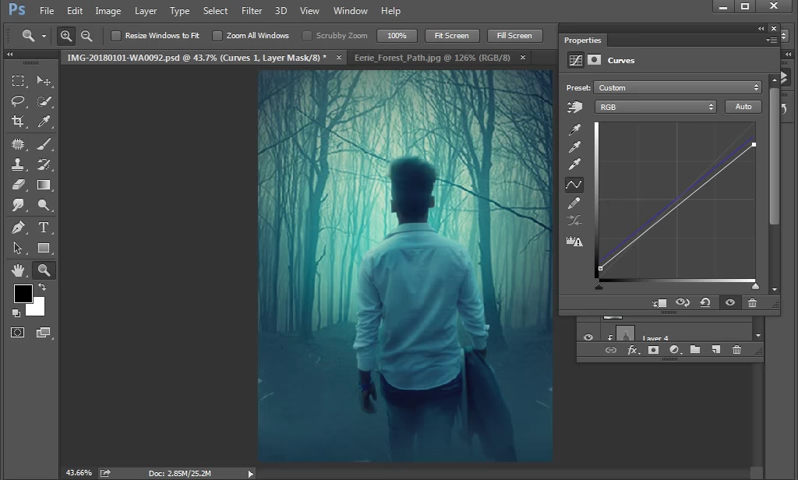 Ps File Edit Image Layer Type Select Filter 3D View Window Help
Resize Windows to Fit Zoom All Windows Scrubby Zoom 100% Fit Screen Fill Screen
IMG-20180101-WA0092.psd @ 43.7% (Curves 1, Layer Mask/8) * × Eerie_Forest_Path.jpg @ 126% (RGB/8) ×
Properties
Curves
Preset: Custom
RGB Auto
T
fx
Layer 4
43.66% Doc: 2.85M/25.2M